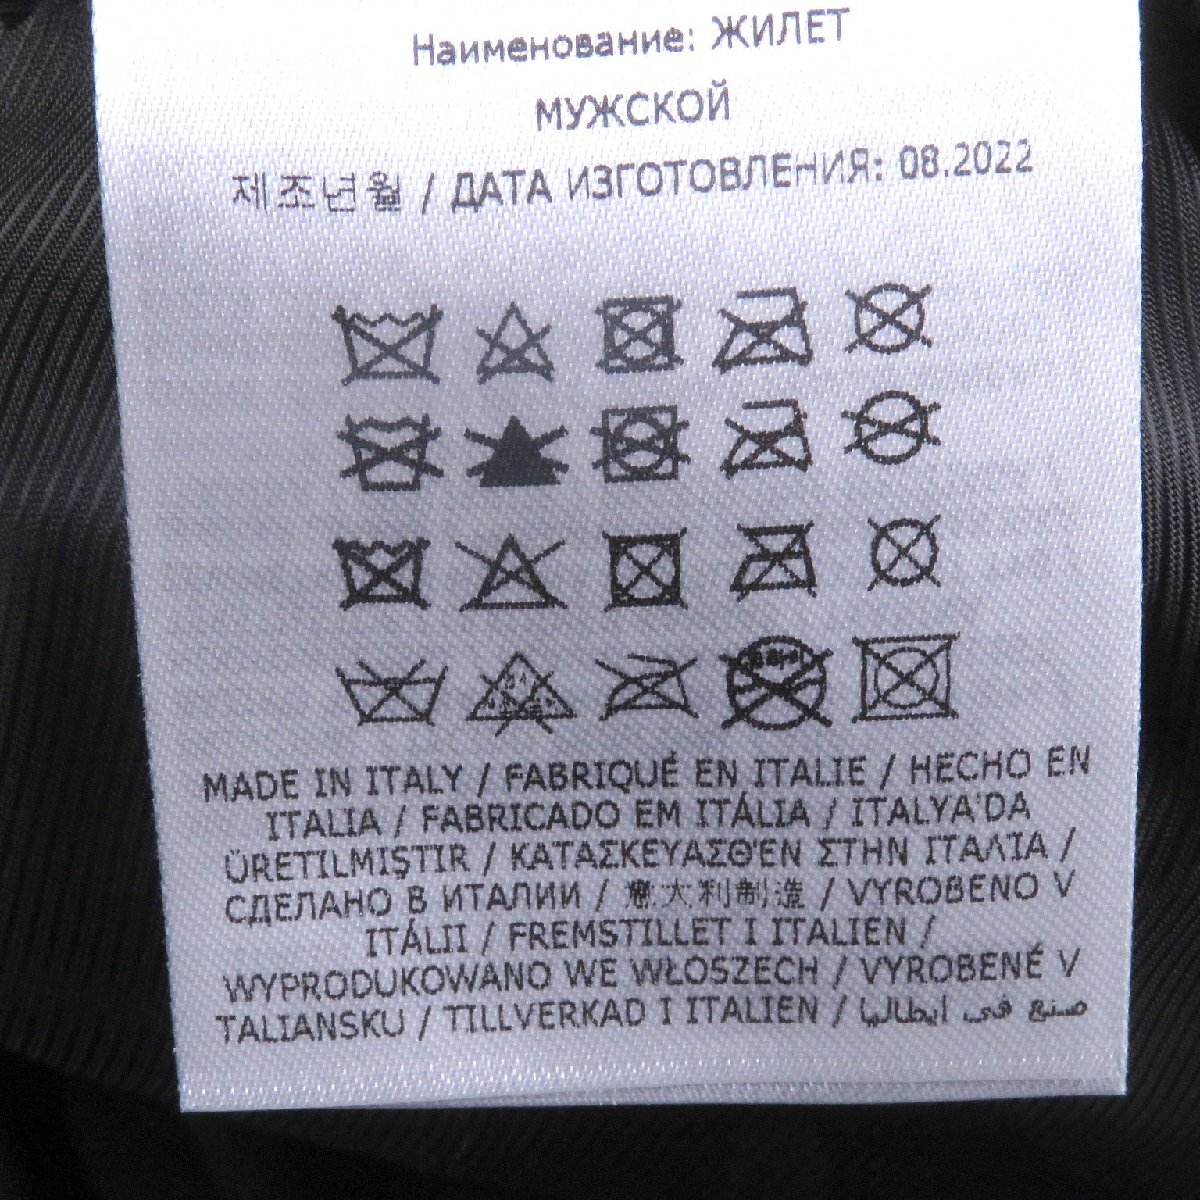 Наименование: ЖИЛЕТ
МУЖСКОЙ
제조년월 / ДАТА ИЗГОТОВЛЕНИЯ: 08.2022
MADE IN ITALY / FABRIQUÉ EN ITALIE / HECHO EN
ITALIA / FABRICADO EM ITÁLIA / ITALYA'DA
ÜRETILMIŞTIR / ΚΑΤΑΣΚΕΥΑΣΘ'ΕΝ ΣΤΗΝ ΙΤΑΛΊΑ /
СДЕЛАНО В ИТАЛИИ / 意大利制造 / VYROBENO V
ITÁLII / FREMSTILLET I ITALIEN /
WYPRODUKOWANO WE WŁOSZECH / VYROBENÉ V
TALIANSKU / TILLVERKAD I ITALIEN / صنع في ايطاليا